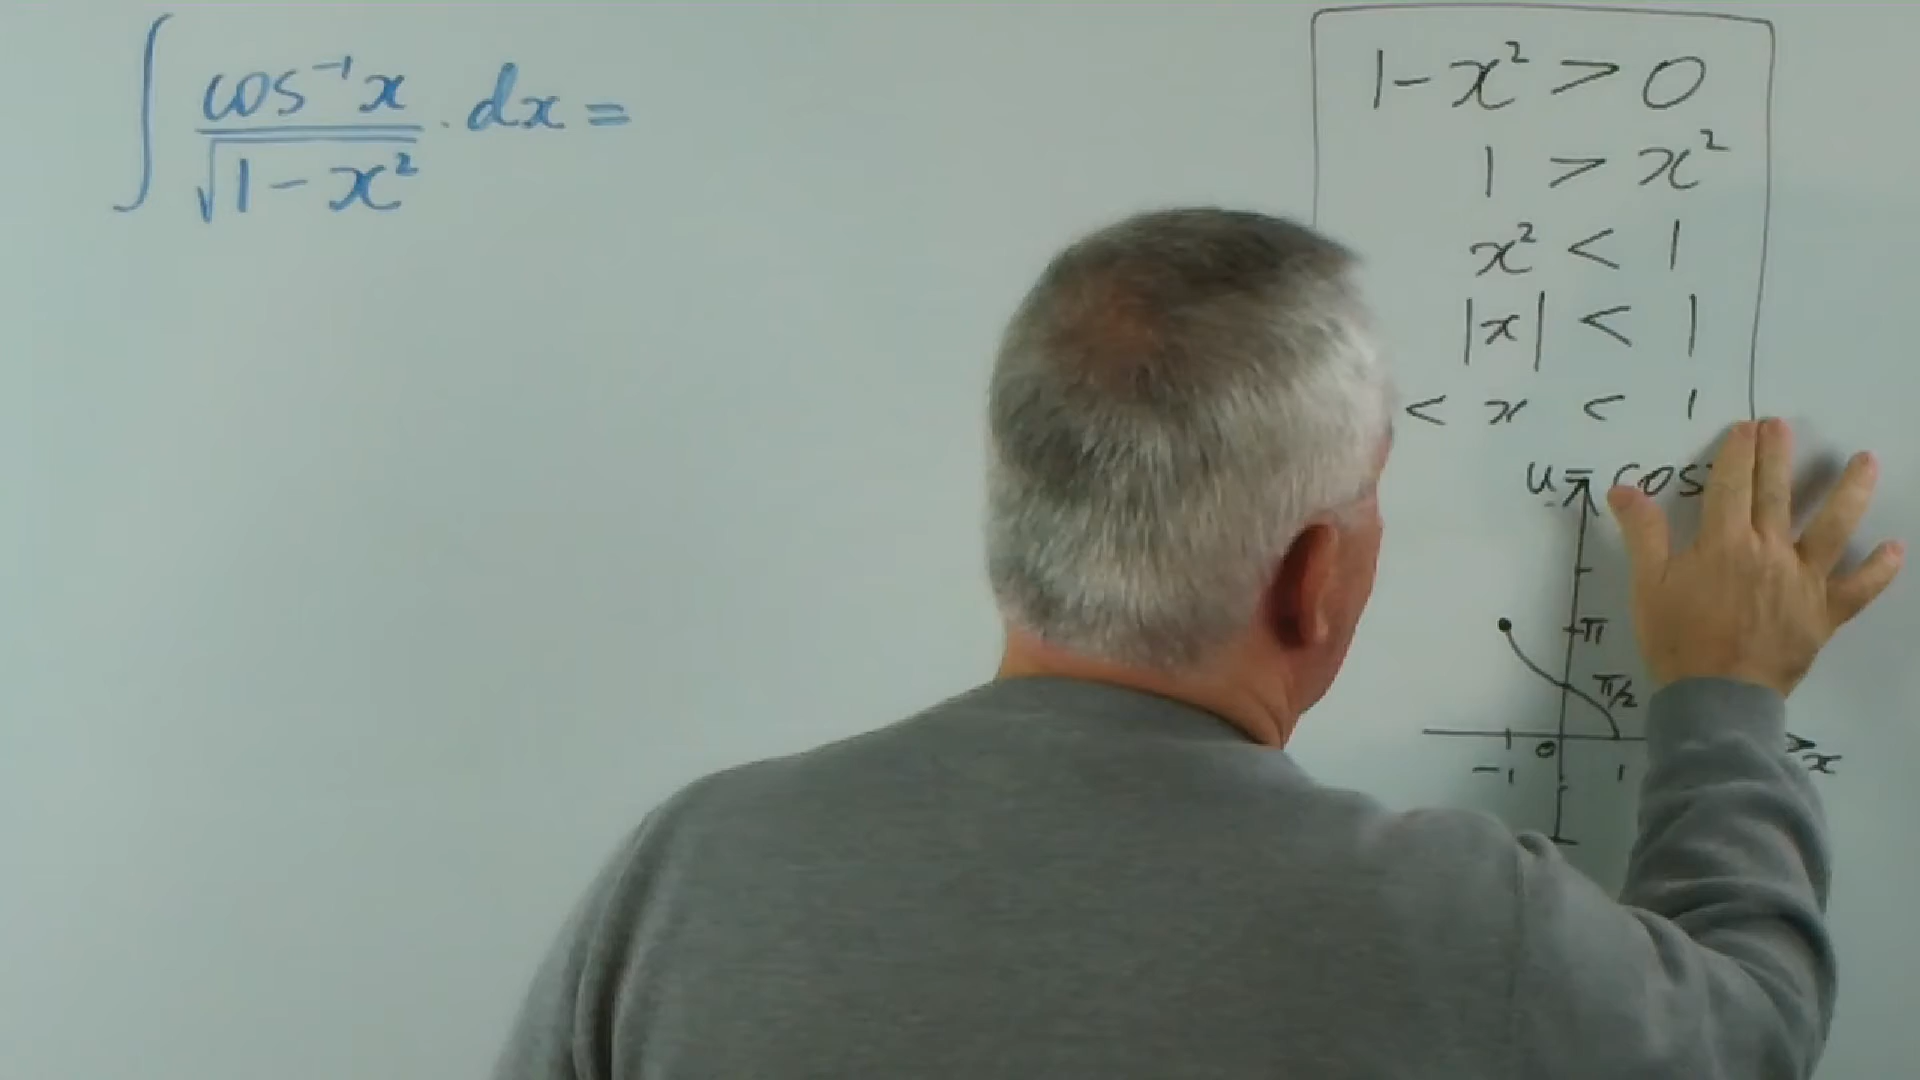 ∫ cos⁻¹x / √(1-x²) . dx =
1-x² > 0
1 > x²
x² < 1
|x| < 1
< x < 1
u = cos
π
π/2
-1 0 1 x